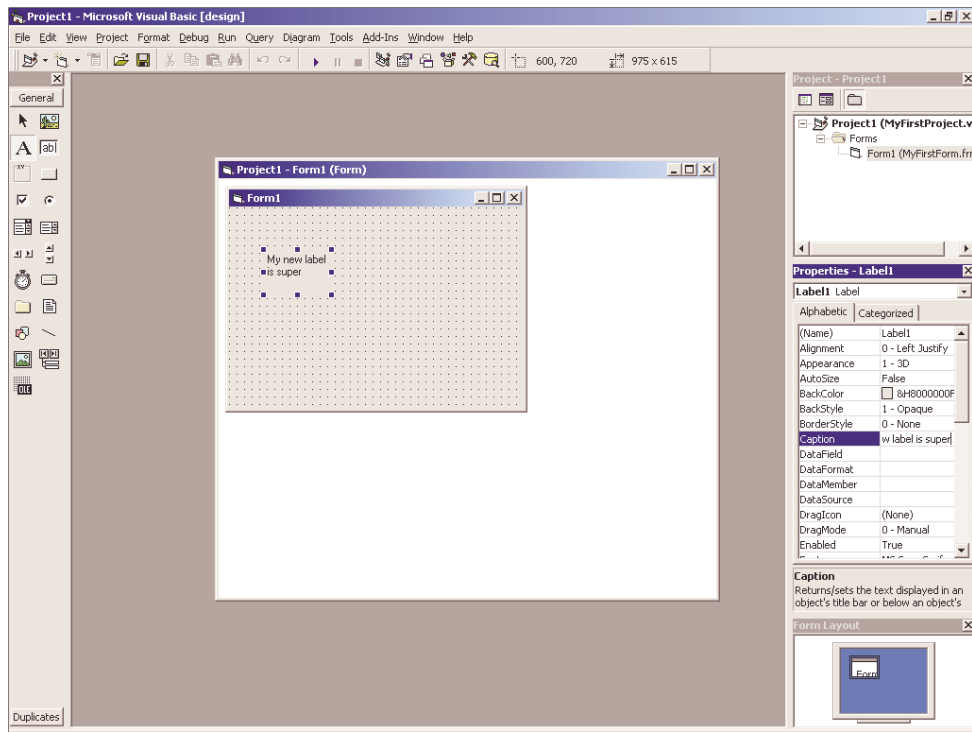 Project1 - Microsoft Visual Basic [design]
File Edit View Project Format Debug Run Query Diagram Tools Add-Ins Window Help
600, 720 975 x 615
General
A ab|
XY
OLE
Duplicates
Project1 - Form1 (Form)
Form1
My new label
is super
Project - Project1
Project1 (MyFirstProject.v
Forms
Form1 (MyFirstForm.frr
Properties - Label1
Label1 Label
Alphabetic Categorized
(Name) Label1
Alignment 0 - Left Justify
Appearance 1 - 3D
AutoSize False
BackColor &H8000000F
BackStyle 1 - Opaque
BorderStyle 0 - None
Caption w label is super
DataField
DataFormat
DataMember
DataSource
DragIcon (None)
DragMode 0 - Manual
Enabled True
Caption
Returns/sets the text displayed in an
object's title bar or below an object's
Form Layout
Form